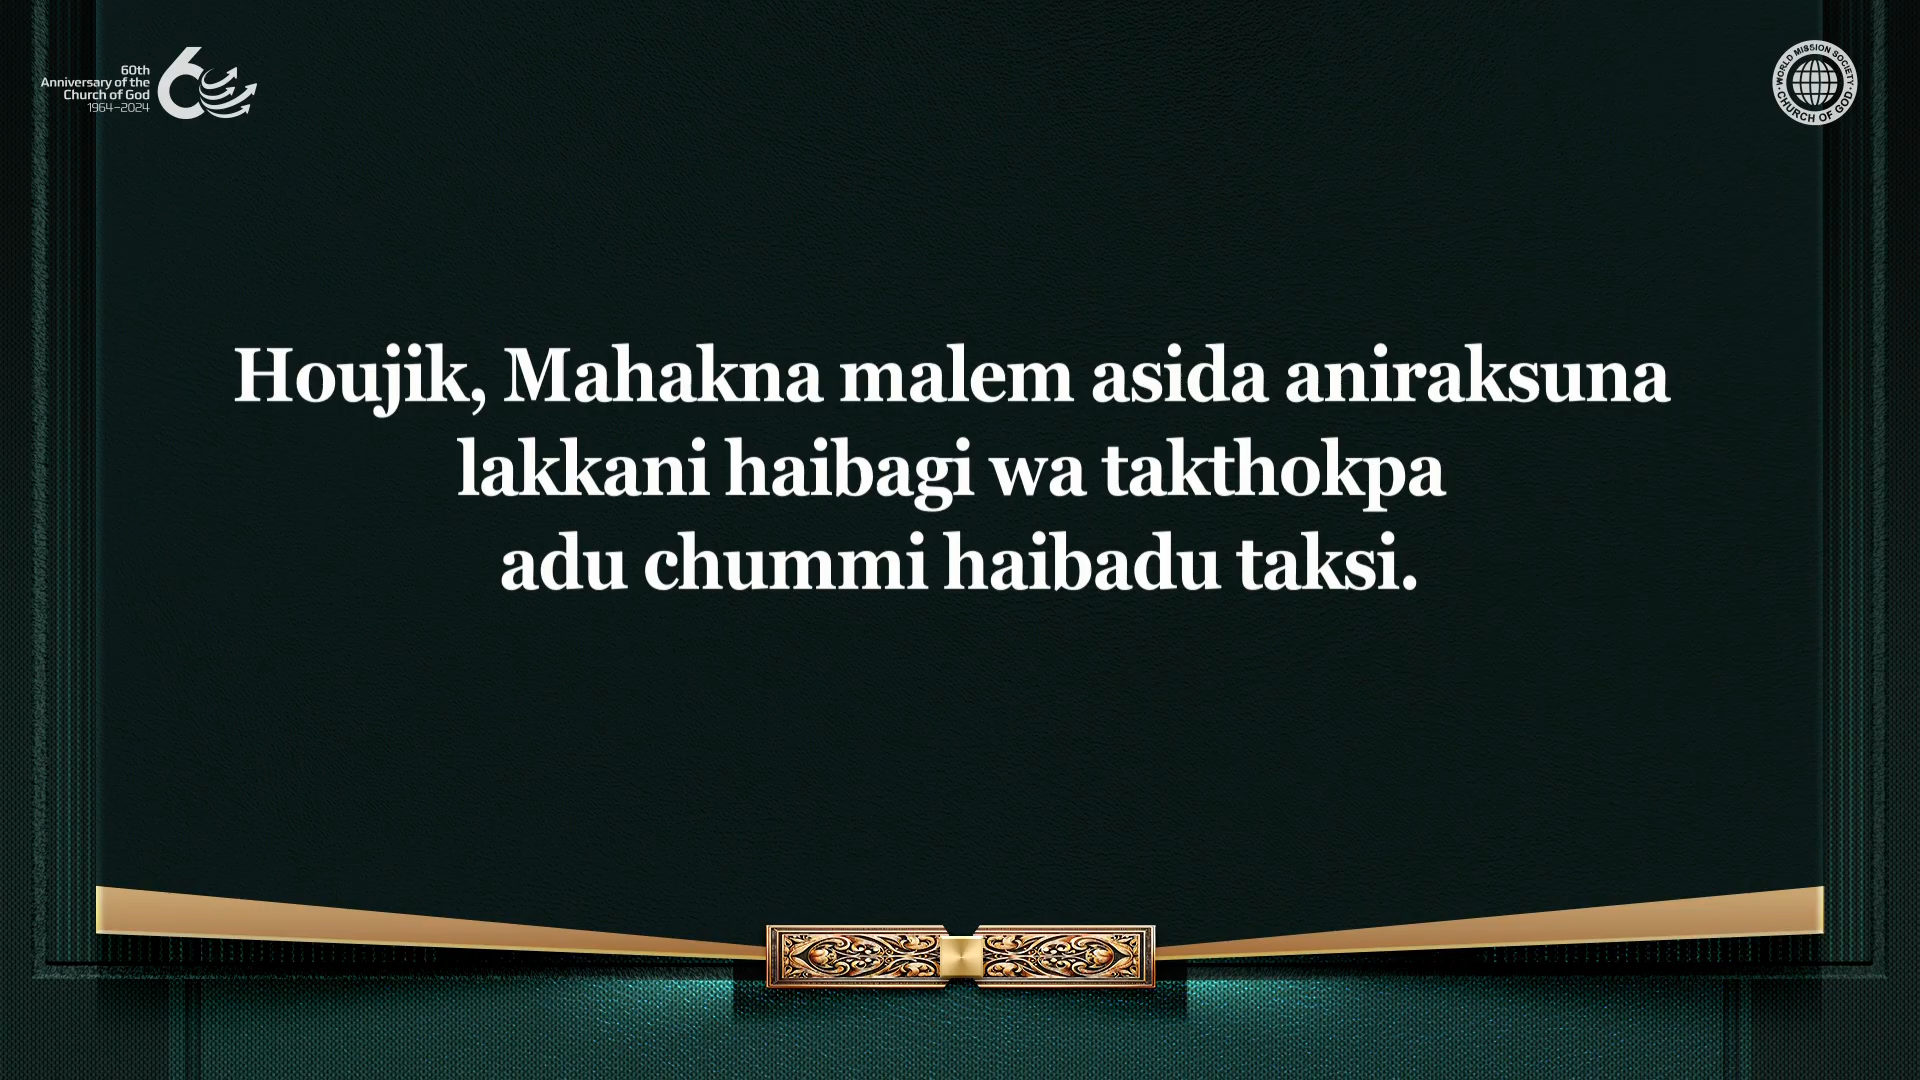 60th
Anniversary of the
Church of God
1964–2024
60
WORLD MISSION SOCIETY
CHURCH OF GOD
Houjik, Mahakna malem asida aniraksuna
lakkani haibagi wa takthokpa
adu chummi haibadu taksi.